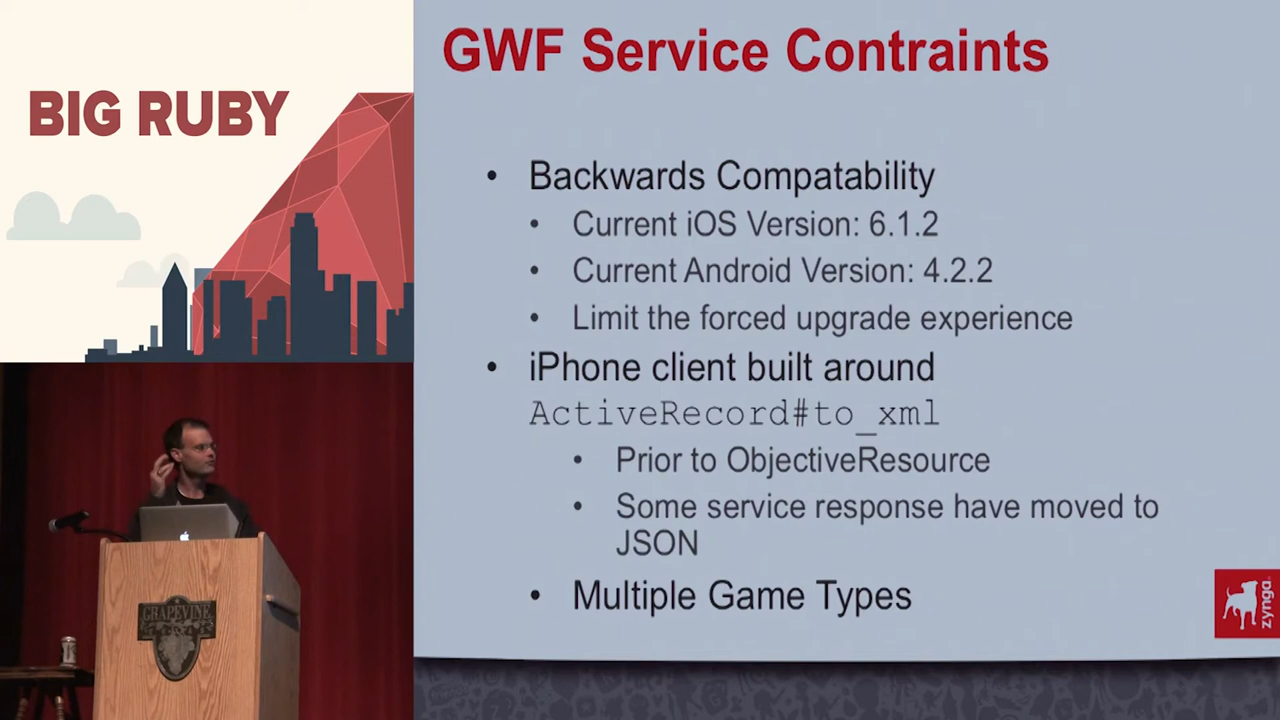 BIG RUBY
GWF Service Contraints
• Backwards Compatability
• Current iOS Version: 6.1.2
• Current Android Version: 4.2.2
• Limit the forced upgrade experience
• iPhone client built around
ActiveRecord#to_xml
• Prior to ObjectiveResource
• Some service response have moved to
JSON
• Multiple Game Types
zynga
GRAPEVINE